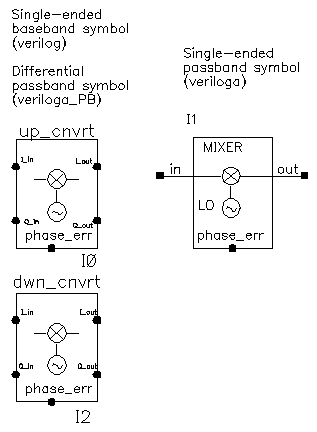 Single-ended
baseband symbol
(verilog)
Differential
passband symbol
(veriloga_PB)
Single-ended
passband symbol
(veriloga)
up_cnvrt
I_in
I_out
Q_in
Q_out
phase_err
I0
I1
MIXER
in
out
LO
phase_err
dwn_cnvrt
I_in
I_out
Q_in
Q_out
phase_err
I2